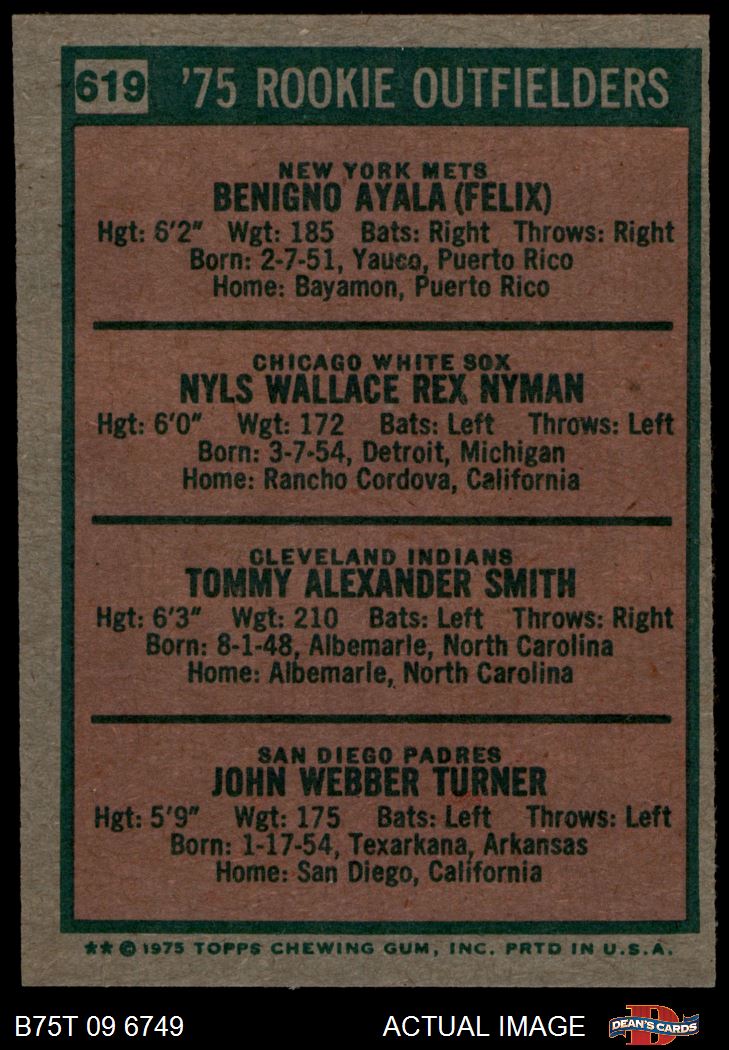 619 '75 ROOKIE OUTFIELDERS
NEW YORK METS
BENIGNO AYALA (FELIX)
Hgt: 6'2" Wgt: 185 Bats: Right Throws: Right
Born: 2-7-51, Yauco, Puerto Rico
Home: Bayamon, Puerto Rico
CHICAGO WHITE SOX
NYLS WALLACE REX NYMAN
Hgt: 6'0" Wgt: 172 Bats: Left Throws: Left
Born: 3-7-54, Detroit, Michigan
Home: Rancho Cordova, California
CLEVELAND INDIANS
TOMMY ALEXANDER SMITH
Hgt: 6'3" Wgt: 210 Bats: Left Throws: Right
Born: 8-1-48, Albemarle, North Carolina
Home: Albemarle, North Carolina
SAN DIEGO PADRES
JOHN WEBBER TURNER
Hgt: 5'9" Wgt: 175 Bats: Left Throws: Left
Born: 1-17-54, Texarkana, Arkansas
Home: San Diego, California
** © 1975 TOPPS CHEWING GUM, INC. PRTD IN U.S.A.
B75T 09 6749 ACTUAL IMAGE DEAN'S CARDS